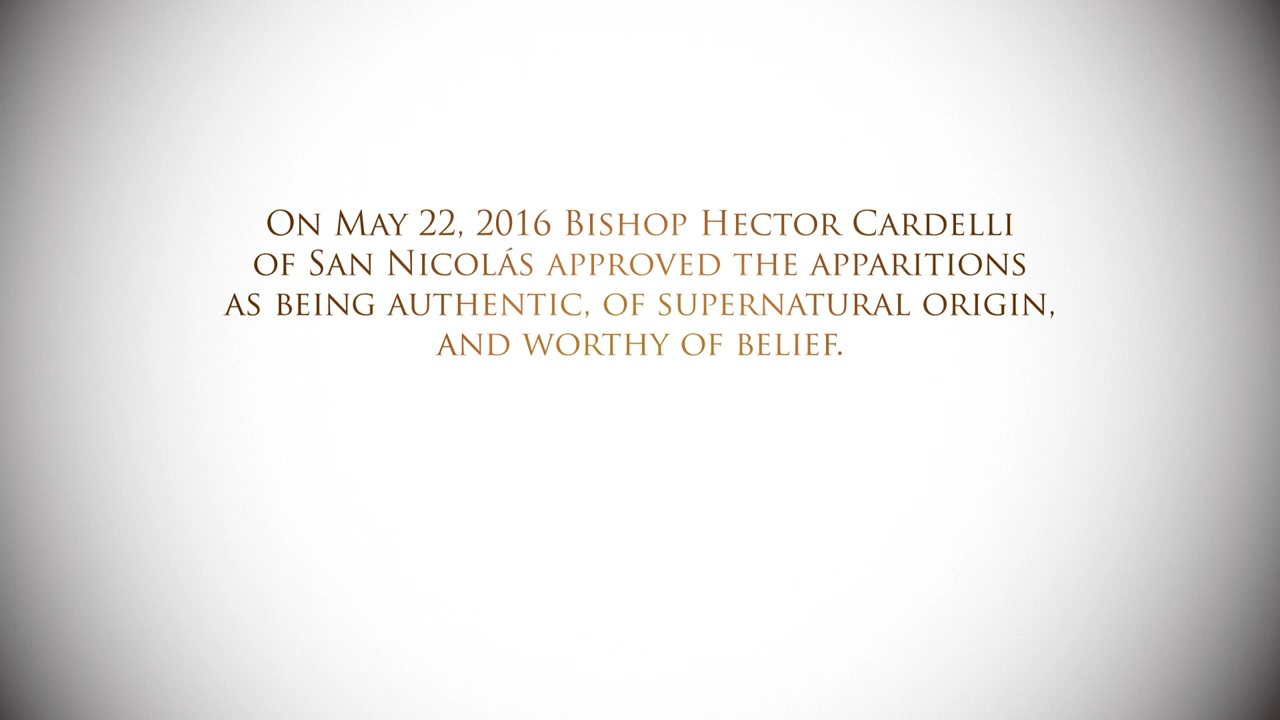 On May 22, 2016 Bishop Hector Cardelli
of San Nicolás approved the apparitions
as being authentic, of supernatural origin,
and worthy of belief.